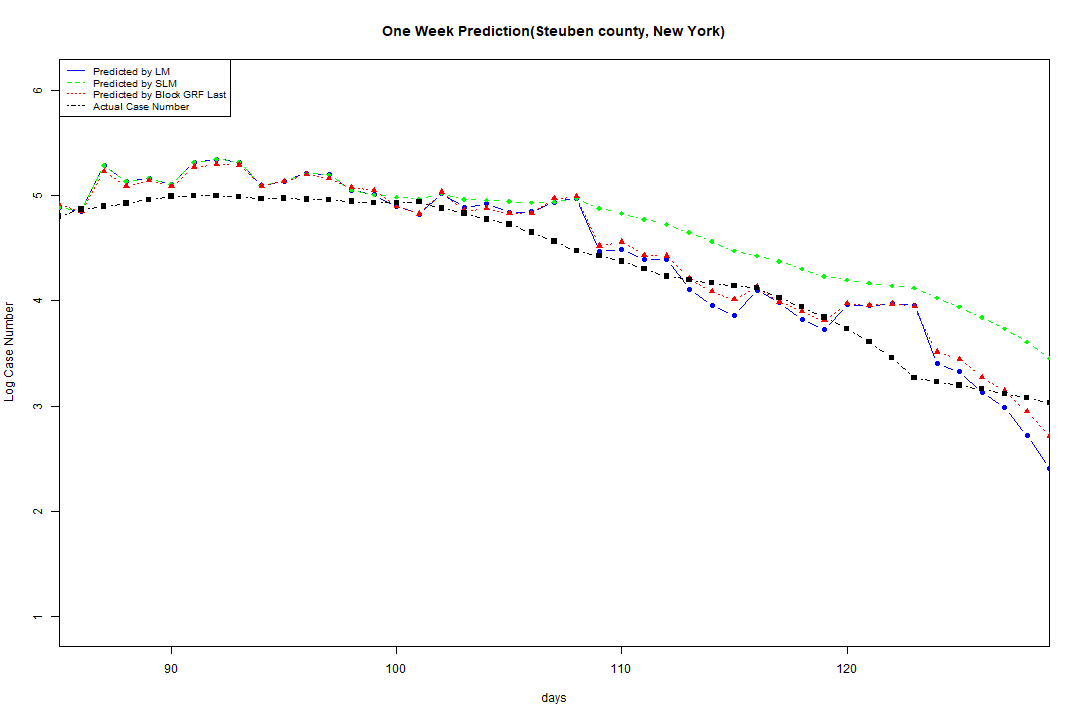 One Week Prediction(Steuben county, New York)
Predicted by LM
Predicted by SLM
Predicted by Block GRF Last
Actual Case Number
6
5
4
3
2
1
Log Case Number
90 100 110 120
days